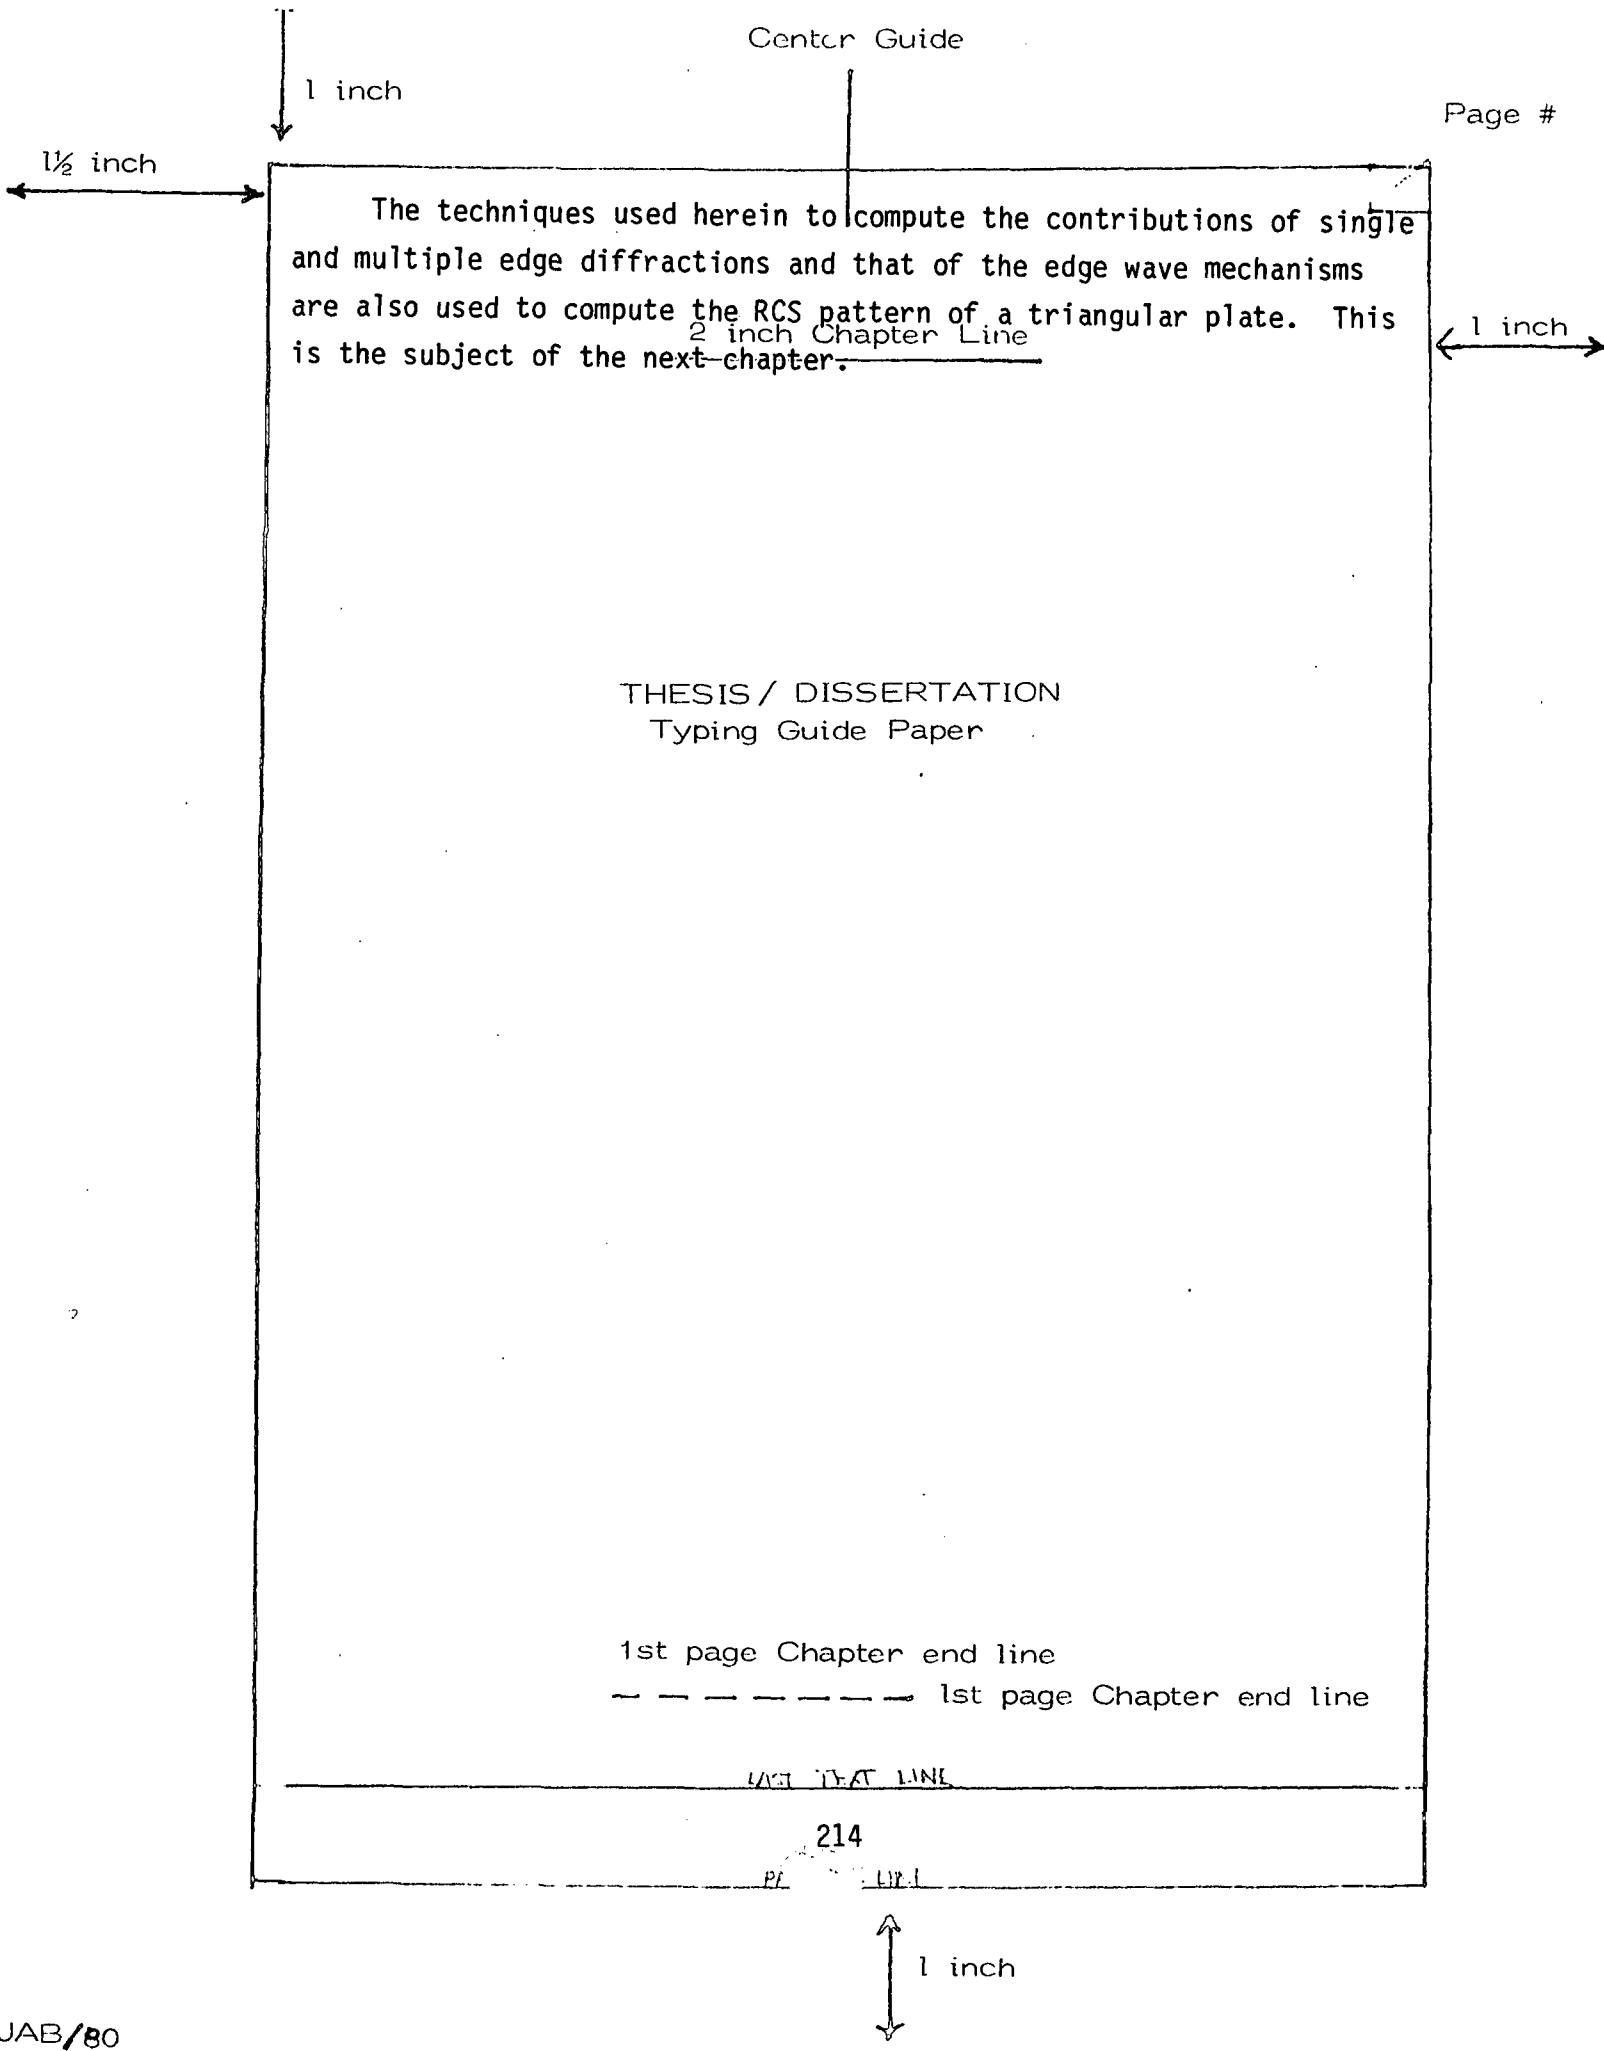 Center Guide
1 inch
Page #
1½ inch
The techniques used herein to compute the contributions of single
and multiple edge diffractions and that of the edge wave mechanisms
are also used to compute the RCS pattern of a triangular plate. This
1 inch
2 inch Chapter Line
is the subject of the next chapter.
THESIS / DISSERTATION
Typing Guide Paper
1st page Chapter end line
1st page Chapter end line
LINE
214
1 inch
JAB/80